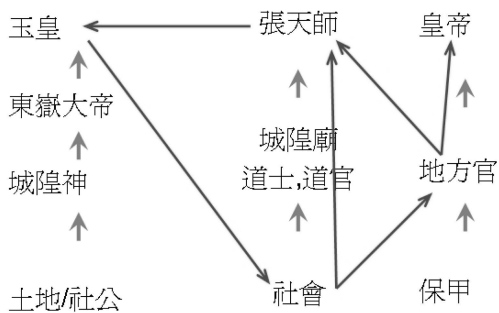 玉皇
張天師
皇帝
東嶽大帝
城隍廟
道士,道官
地方官
城隍神
土地/社公
社會
保甲